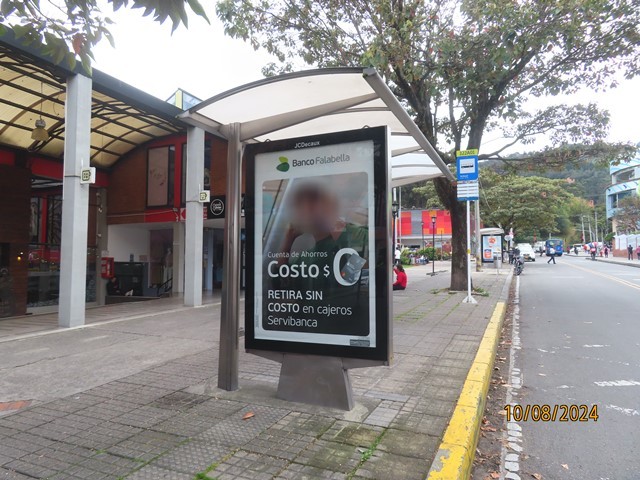 JCDecaux
Banco Falabella
Cuenta de Ahorros
Costo $0
RETIRA SIN
COSTO en cajeros
Servibanca
10/08/2024